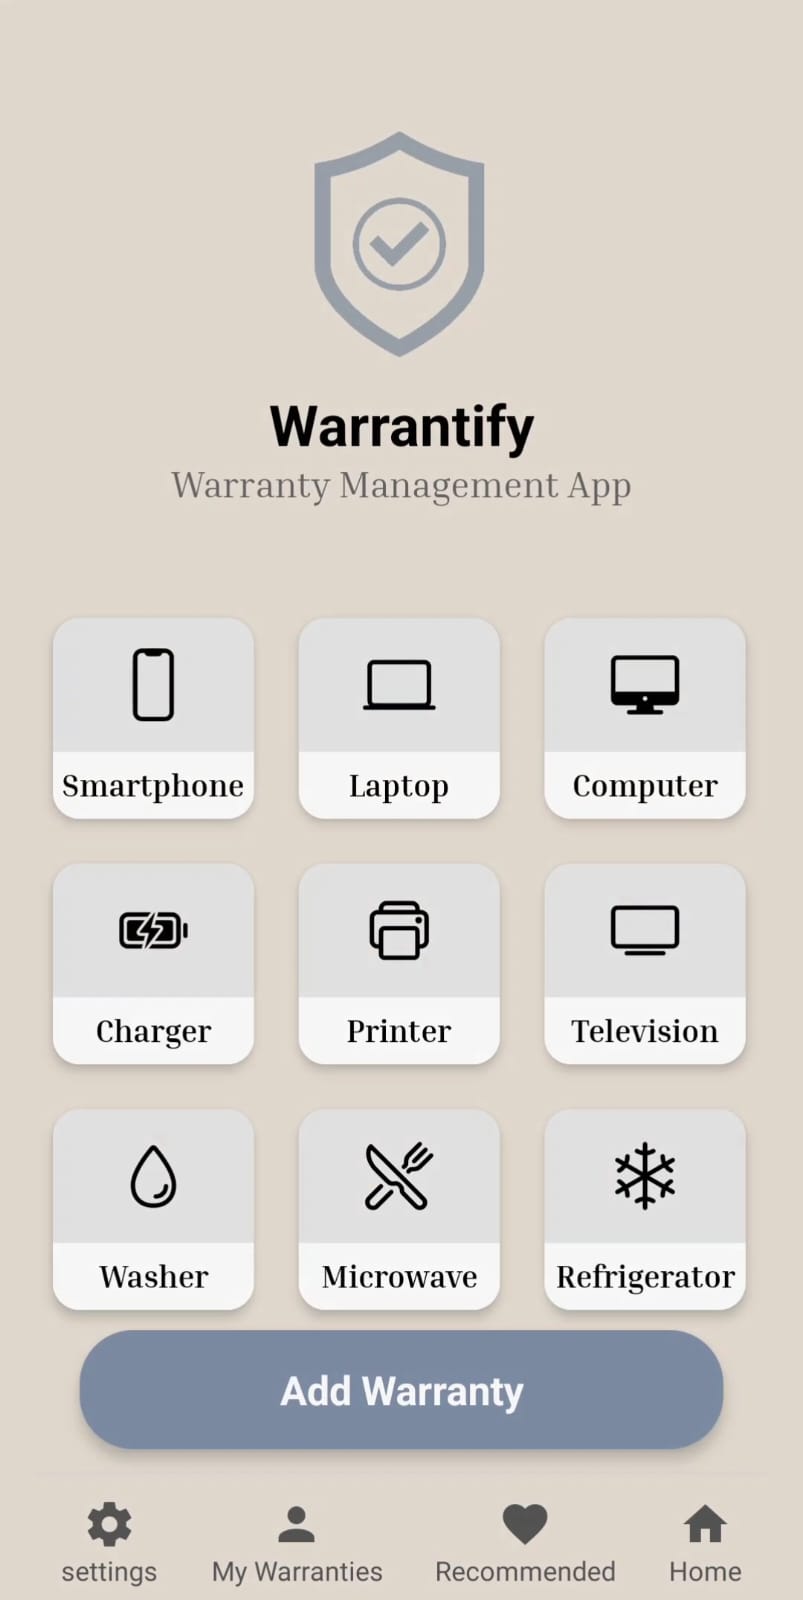 Warrantify
Warranty Management App
Smartphone
Laptop
Computer
Charger
Printer
Television
Washer
Microwave
Refrigerator
Add Warranty
settings
My Warranties
Recommended
Home